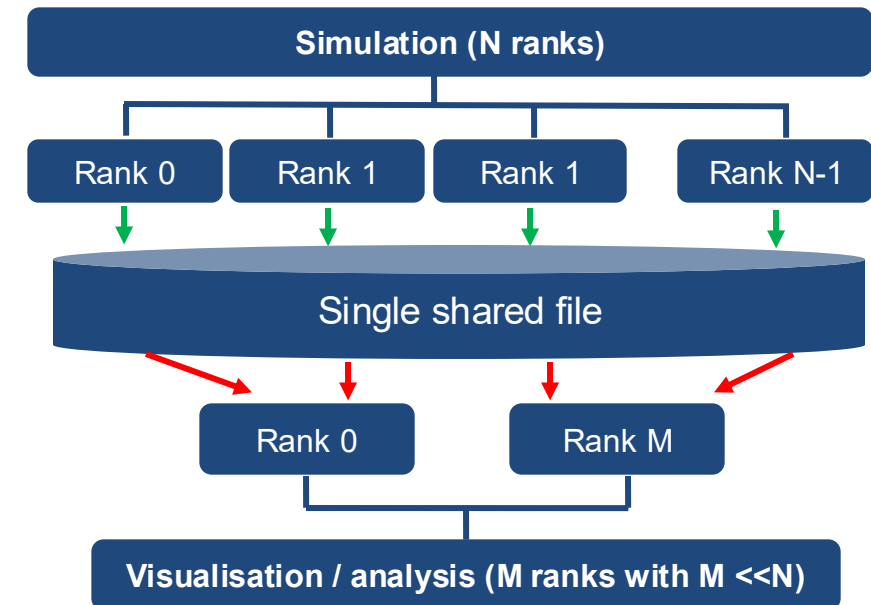 Simulation (N ranks)
Rank 0
Rank 1
Rank 1
Rank N-1
Single shared file
Rank 0
Rank M
Visualisation / analysis (M ranks with M <<N)